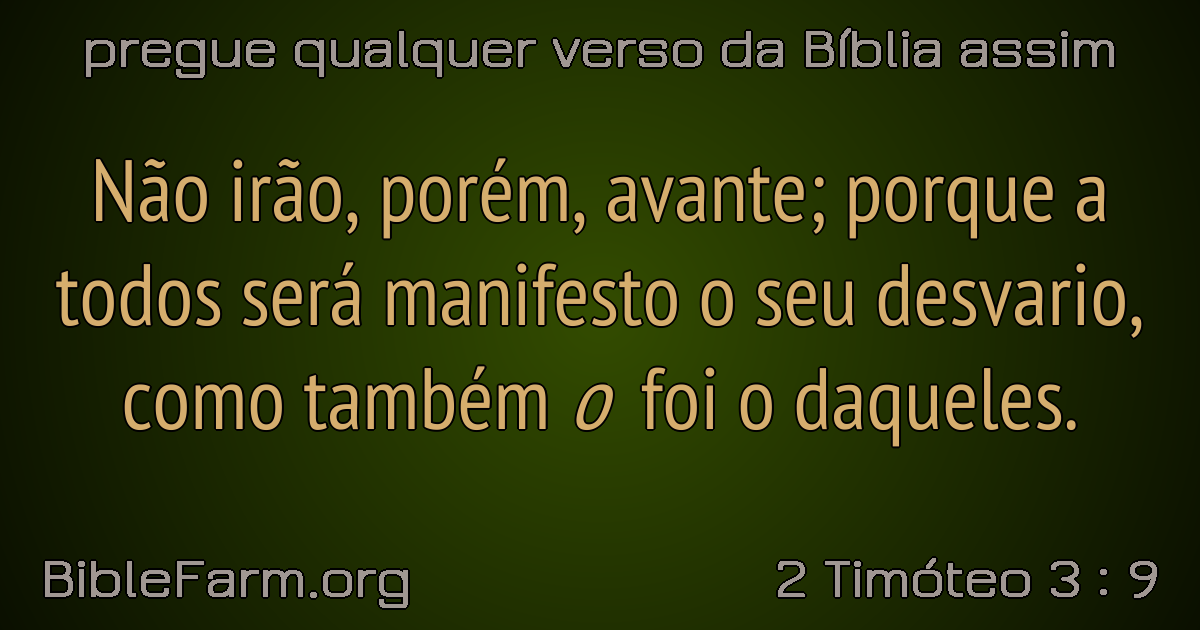 pregue qualquer verso da Bíblia assim
Não irão, porém, avante; porque a
todos será manifesto o seu desvario,
como também o foi o daqueles.
BibleFarm.org
2 Timóteo 3 : 9